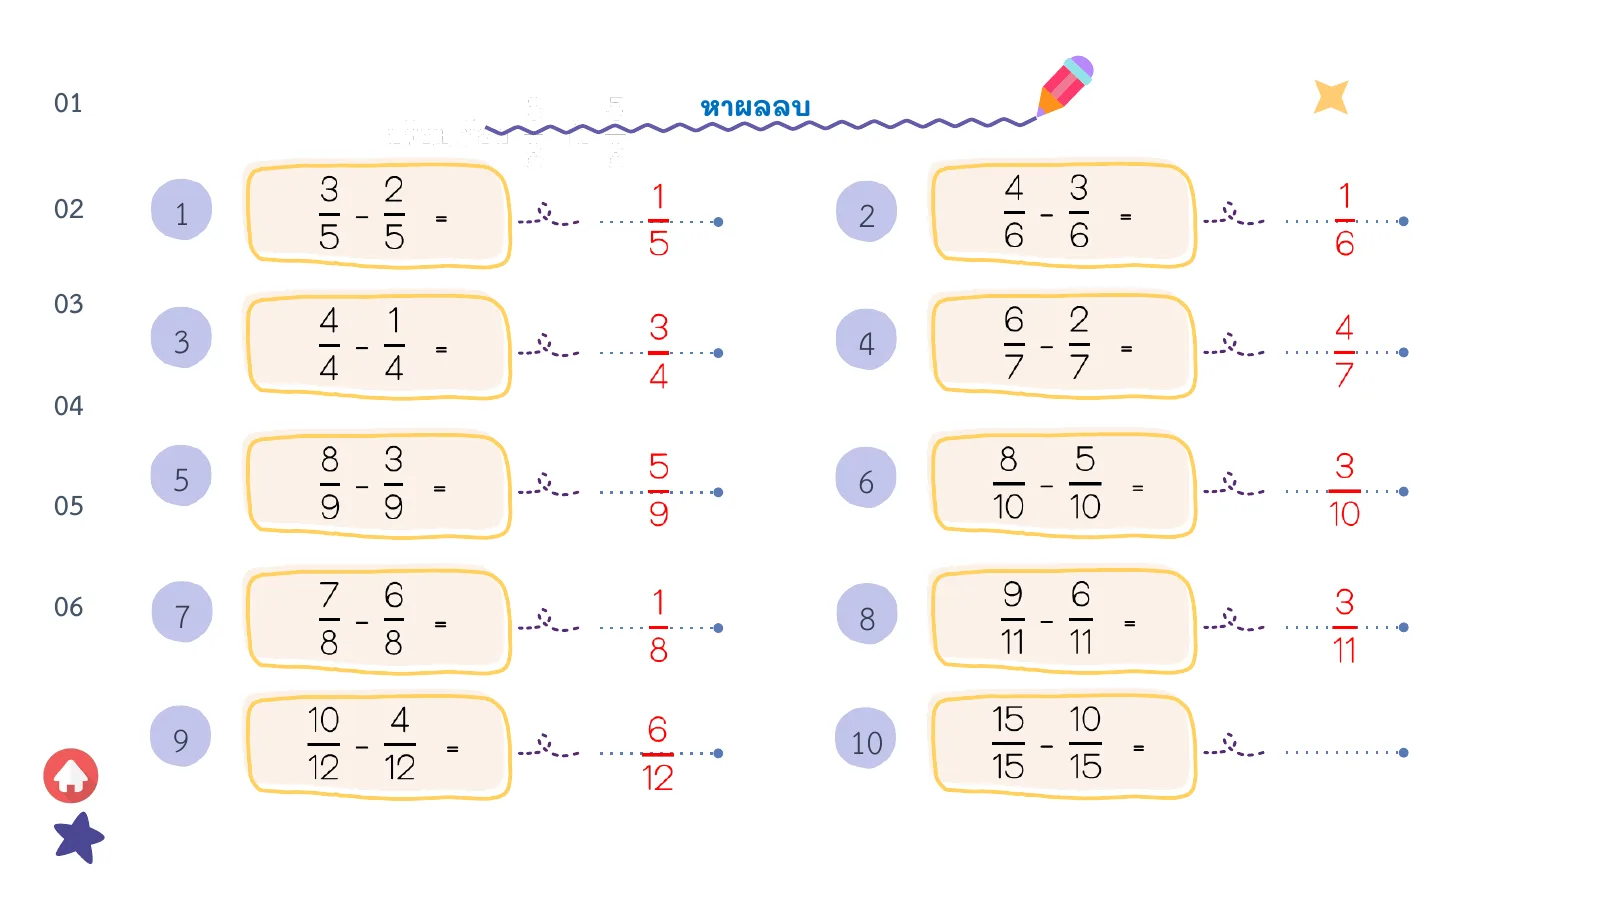 หาผลลบ
01
02
03
04
05
06
1 3/5 - 2/5 = 1/5
2 4/6 - 3/6 = 1/6
3 4/4 - 1/4 = 3/4
4 6/7 - 2/7 = 4/7
5 8/9 - 3/9 = 5/9
6 8/10 - 5/10 = 3/10
7 7/8 - 6/8 = 1/8
8 9/11 - 6/11 = 3/11
9 10/12 - 4/12 = 6/12
10 15/15 - 10/15 =